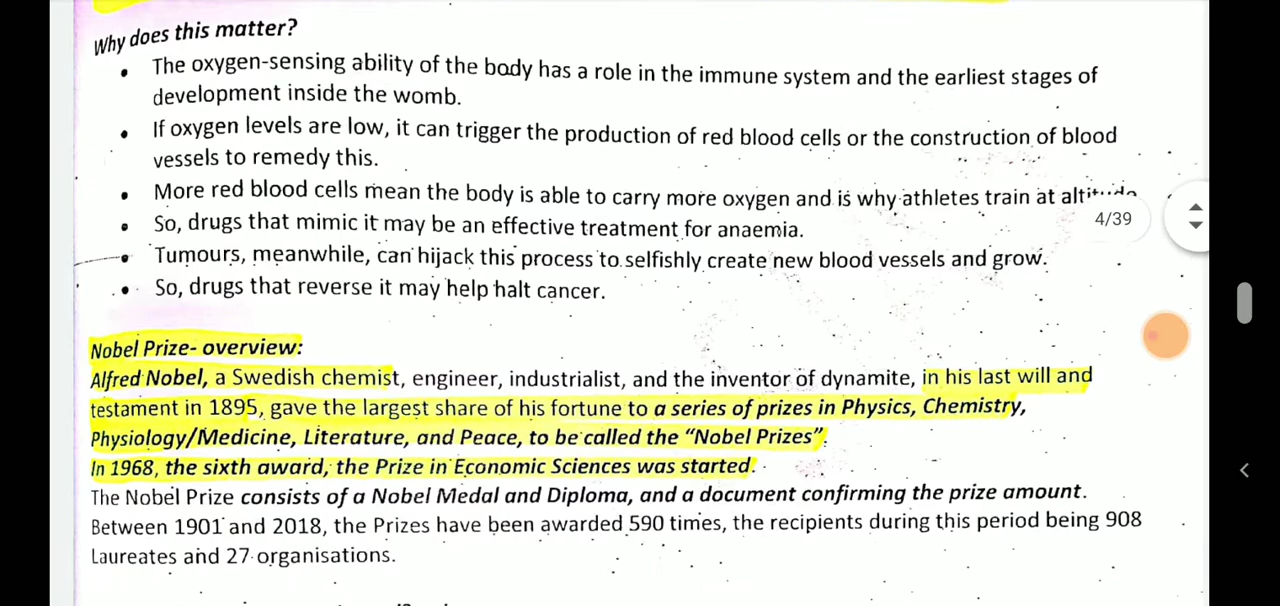 Why does this matter?
• The oxygen-sensing ability of the body has a role in the immune system and the earliest stages of
development inside the womb.
• If oxygen levels are low, it can trigger the production of red blood cells or the construction of blood
vessels to remedy this.
• More red blood cells mean the body is able to carry more oxygen and is why athletes train at altitude
4/39
• So, drugs that mimic it may be an effective treatment for anaemia.
• Tumours, meanwhile, can hijack this process to selfishly create new blood vessels and grow.
• So, drugs that reverse it may help halt cancer.
Nobel Prize- overview:
Alfred Nobel, a Swedish chemist, engineer, industrialist, and the inventor of dynamite, in his last will and
testament in 1895, gave the largest share of his fortune to a series of prizes in Physics, Chemistry,
Physiology/Medicine, Literature, and Peace, to be called the “Nobel Prizes”.
In 1968, the sixth award, the Prize in Economic Sciences was started.
The Nobel Prize consists of a Nobel Medal and Diploma, and a document confirming the prize amount.
Between 1901 and 2018, the Prizes have been awarded 590 times, the recipients during this period being 908
Laureates and 27 organisations.